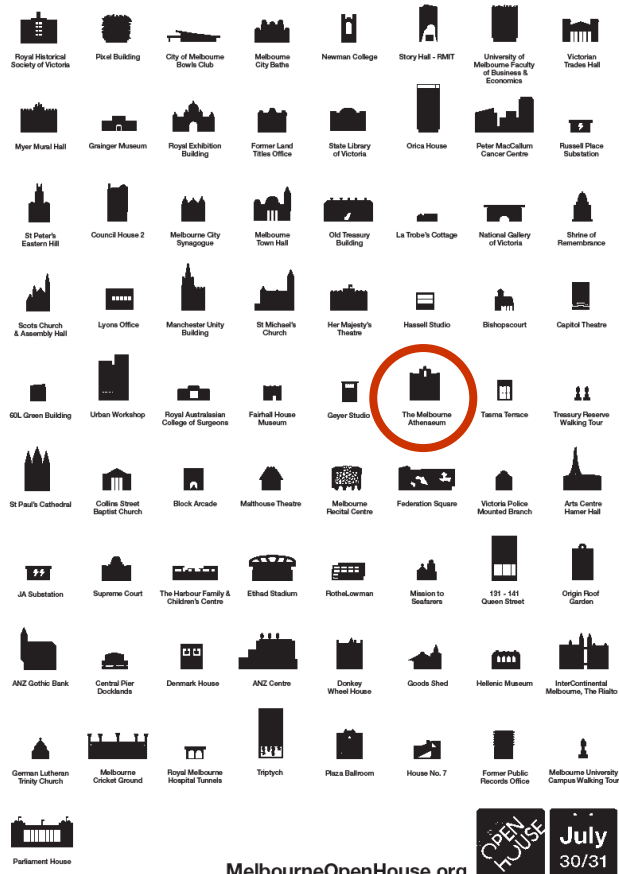 Royal Historical
Society of Victoria
Pixel Building
City of Melbourne
Bowls Club
Melbourne
City Baths
Newman College
Story Hall - RMIT
University of
Melbourne Faculty
of Business &
Economics
Victorian
Trades Hall
Myer Mural Hall
Grainger Museum
Royal Exhibition
Building
Former Land
Titles Office
State Library
of Victoria
Orica House
Peter MacCallum
Cancer Centre
Russell Place
Substation
St Peter's
Eastern Hill
Council House 2
Melbourne City
Synagogue
Melbourne
Town Hall
Old Treasury
Building
La Trobe's Cottage
National Gallery
of Victoria
Shrine of
Remembrance
Scots Church
& Assembly Hall
Lyons Office
Manchester Unity
Building
St Michael's
Church
Her Majesty's
Theatre
Hassell Studio
Bishopscourt
Capitol Theatre
60L Green Building
Urban Workshop
Royal Australasian
College of Surgeons
Fairhall House
Museum
Geyer Studio
The Melbourne
Athenaeum
Tasma Terrace
Treasury Reserve
Walking Tour
St Paul's Cathedral
Collins Street
Baptist Church
Block Arcade
Malthouse Theatre
Melbourne
Recital Centre
Federation Square
Victoria Police
Mounted Branch
Arts Centre
Hamer Hall
JA Substation
Supreme Court
The Harbour Family &
Children's Centre
Etihad Stadium
RotheLowman
Mission to
Seafarers
131 - 141
Queen Street
Origin Roof
Garden
ANZ Gothic Bank
Central Pier
Docklands
Denmark House
ANZ Centre
Donkey
Wheel House
Goods Shed
Hellenic Museum
InterContinental
Melbourne, The Rialto
German Lutheran
Trinity Church
Melbourne
Cricket Ground
Royal Melbourne
Hospital Tunnels
Triptych
Plaza Ballroom
House No. 7
Former Public
Records Office
Melbourne University
Campus Walking Tour
Parliament House
MelbourneOpenHouse.org
OPEN
HOUSE
July
30/31